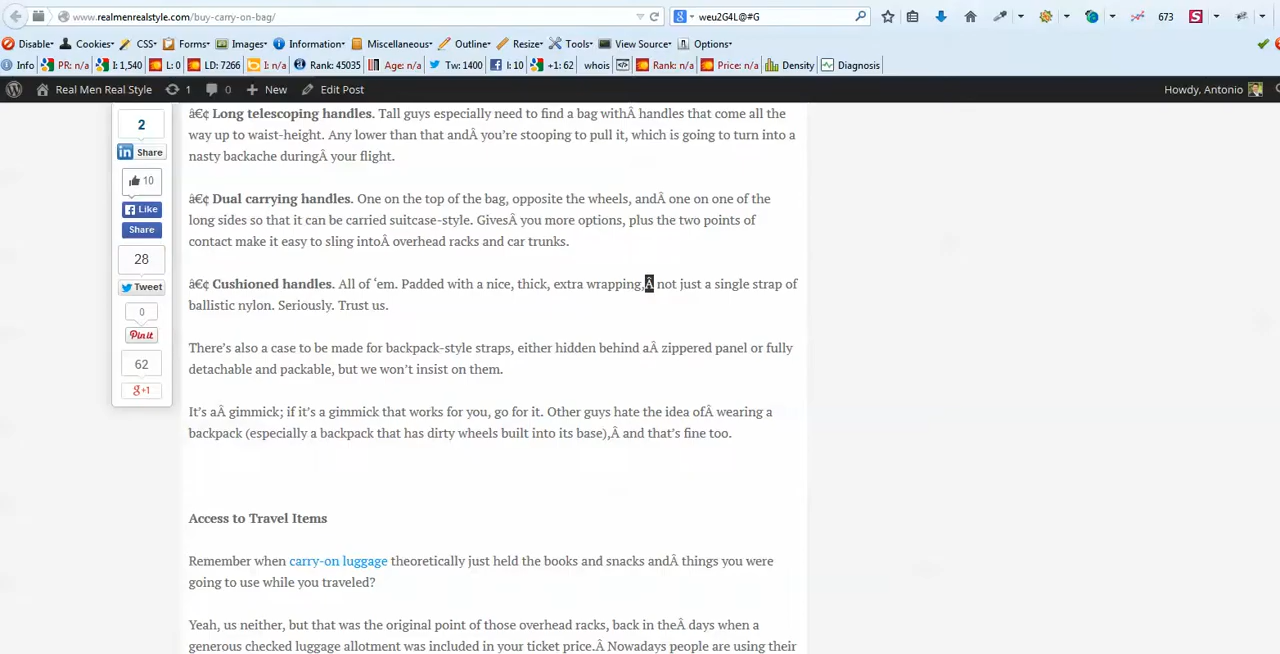 www.realmenrealstyle.com/buy-carry-on-bag/
weu2G4L@#G
673
Disable Cookies CSS Forms Images Information Miscellaneous Outline Resize Tools View Source Options
Info PR: n/a I: 1,540 L: 0 LD: 7266 I: n/a Rank: 45035 Age: n/a Tw: 1400 I: 10 +1: 62 whois Rank: n/a Price: n/a Density Diagnosis
Real Men Real Style 1 0 New Edit Post Howdy, Antonio
2
Share
10
Like
Share
28
Tweet
0
Pin it
62
+1
• Long telescoping handles. Tall guys especially need to find a bag withÂ handles that come all the
way up to waist-height. Any lower than that andÂ you’re stooping to pull it, which is going to turn into a
nasty backache duringÂ your flight.
• Dual carrying handles. One on the top of the bag, opposite the wheels, andÂ one on one of the
long sides so that it can be carried suitcase-style. GivesÂ you more options, plus the two points of
contact make it easy to sling intoÂ overhead racks and car trunks.
• Cushioned handles. All of ‘em. Padded with a nice, thick, extra wrapping,Â not just a single strap of
ballistic nylon. Seriously. Trust us.
There’s also a case to be made for backpack-style straps, either hidden behind aÂ zippered panel or fully
detachable and packable, but we won’t insist on them.
It’s aÂ gimmick; if it’s a gimmick that works for you, go for it. Other guys hate the idea ofÂ wearing a
backpack (especially a backpack that has dirty wheels built into its base),Â and that’s fine too.
Access to Travel Items
Remember when carry-on luggage theoretically just held the books and snacks andÂ things you were
going to use while you traveled?
Yeah, us neither, but that was the original point of those overhead racks, back in theÂ days when a
generous checked luggage allotment was included in your ticket price.Â Nowadays people are using their